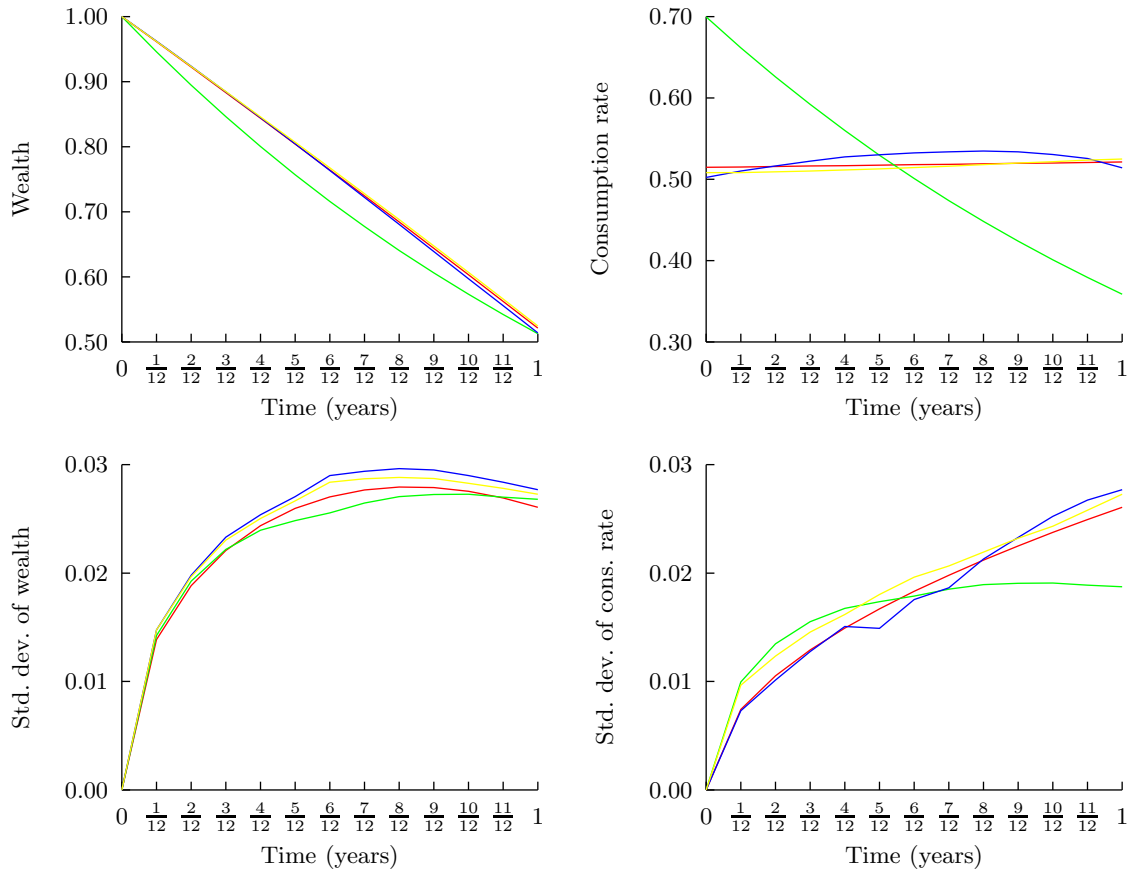 Wealth
1.00
0.90
0.80
0.70
0.60
0.50
0 1/12 2/12 3/12 4/12 5/12 6/12 7/12 8/12 9/12 10/12 11/12 1
Time (years)
Consumption rate
0.70
0.60
0.50
0.40
0.30
0 1/12 2/12 3/12 4/12 5/12 6/12 7/12 8/12 9/12 10/12 11/12 1
Time (years)
Std. dev. of wealth
0.03
0.02
0.01
0.00
0 1/12 2/12 3/12 4/12 5/12 6/12 7/12 8/12 9/12 10/12 11/12 1
Time (years)
Std. dev. of cons. rate
0.03
0.02
0.01
0.00
0 1/12 2/12 3/12 4/12 5/12 6/12 7/12 8/12 9/12 10/12 11/12 1
Time (years)